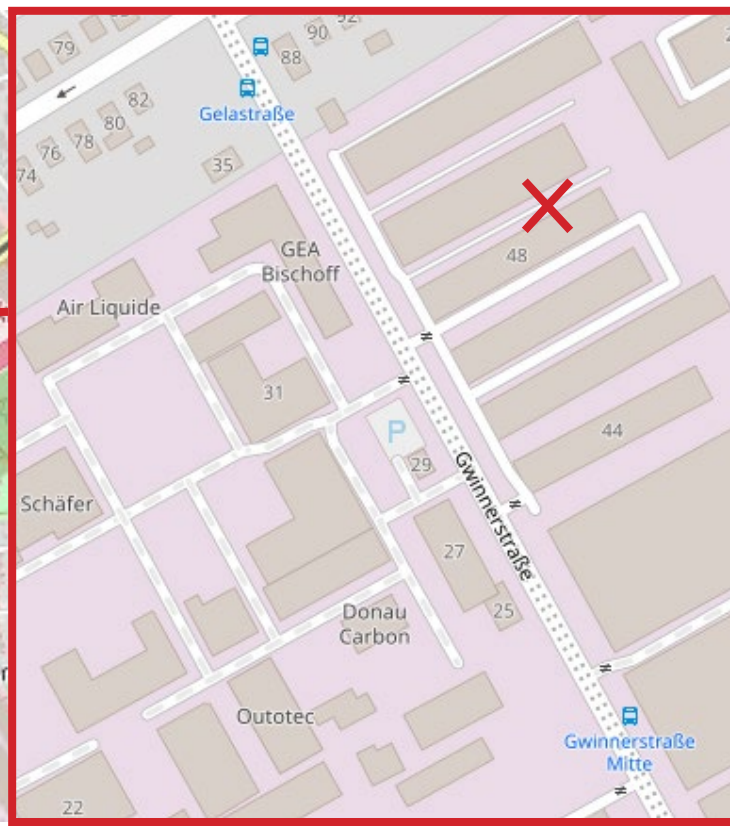 79
90
88
82
80
78
76
74
Gelastraße
35
GEA
Bischoff
Air Liquide
48
31
P
44
29
Gwinnerstraße
Schäfer
27
25
Donau
Carbon
Outotec
Gwinnerstraße
Mitte
22